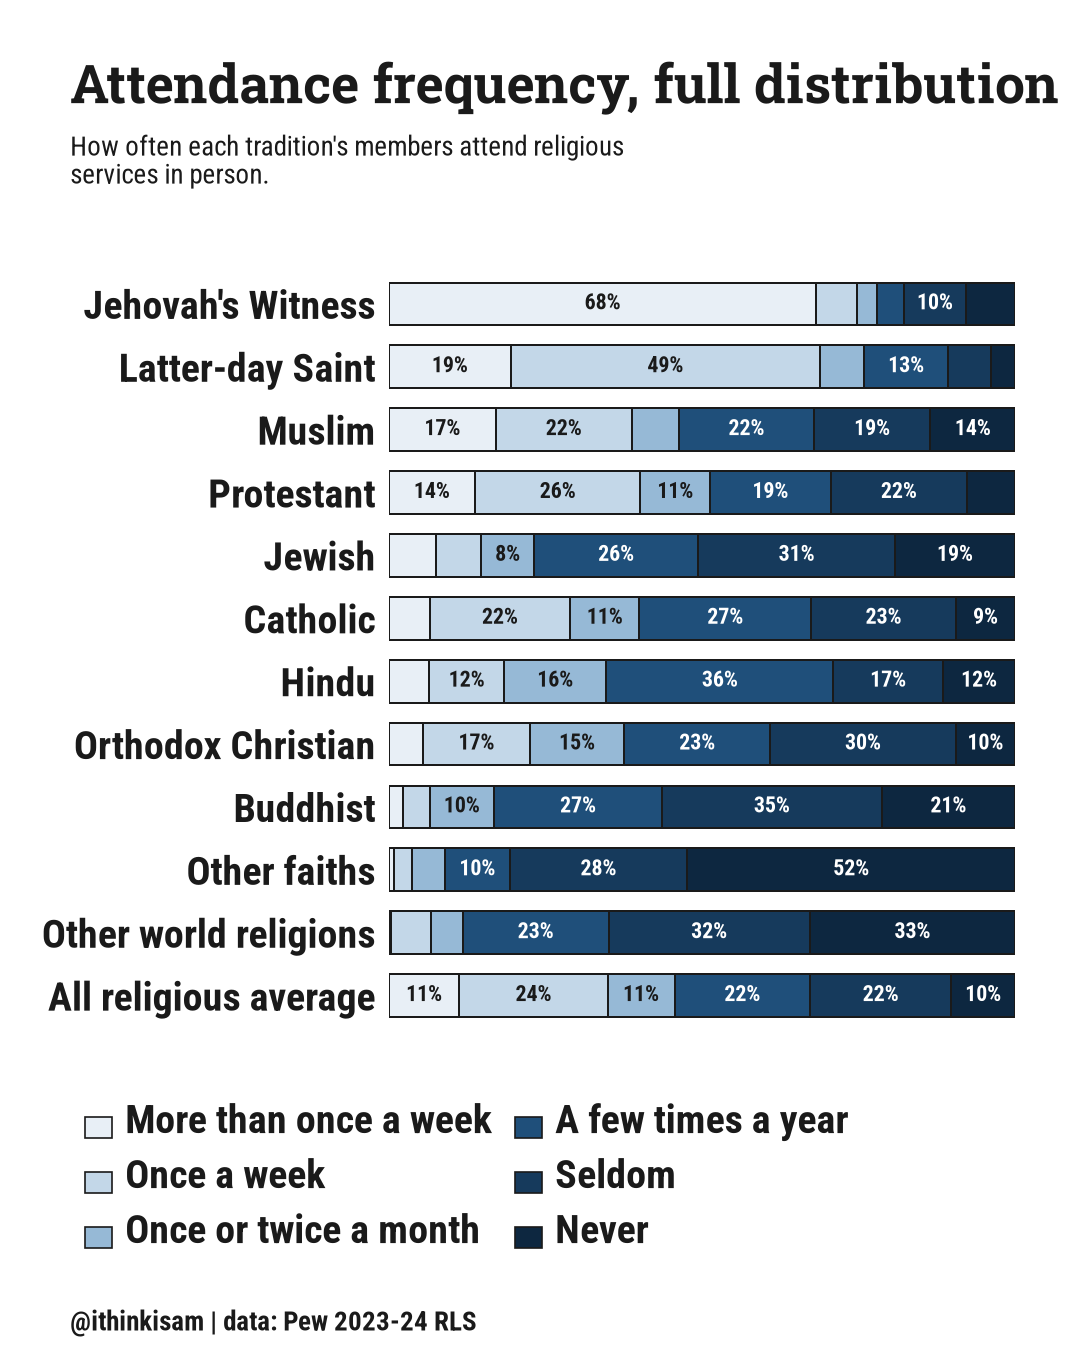 Attendance frequency, full distribution
How often each tradition's members attend religious
services in person.
Jehovah's Witness 68% 10%
Latter-day Saint 19% 49% 13%
Muslim 17% 22% 22% 19% 14%
Protestant 14% 26% 11% 19% 22%
Jewish 8% 26% 31% 19%
Catholic 22% 11% 27% 23% 9%
Hindu 12% 16% 36% 17% 12%
Orthodox Christian 17% 15% 23% 30% 10%
Buddhist 10% 27% 35% 21%
Other faiths 10% 28% 52%
Other world religions 23% 32% 33%
All religious average 11% 24% 11% 22% 22% 10%
More than once a week A few times a year
Once a week Seldom
Once or twice a month Never
@ithinkisam | data: Pew 2023-24 RLS